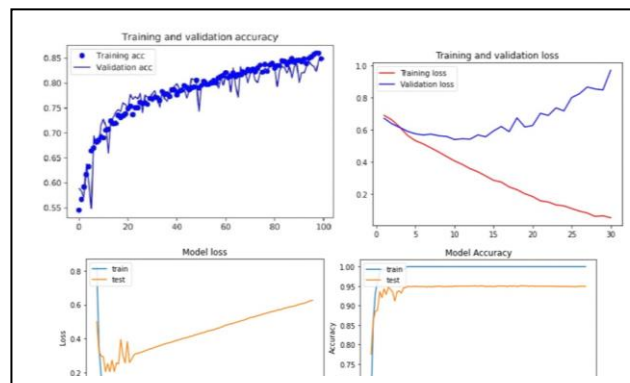 Training and validation accuracy
Training acc
Validation acc
0.85
0.80
0.75
0.70
0.65
0.60
0.55
0
20
40
60
80
100
Training and validation loss
Training loss
Validation loss
1.0
0.8
0.6
0.4
0.2
0
5
10
15
20
25
30
Model loss
train
test
0.8
0.6
0.4
0.2
Loss
Model Accuracy
train
test
1.00
0.95
0.90
0.85
0.80
0.75
Accuracy